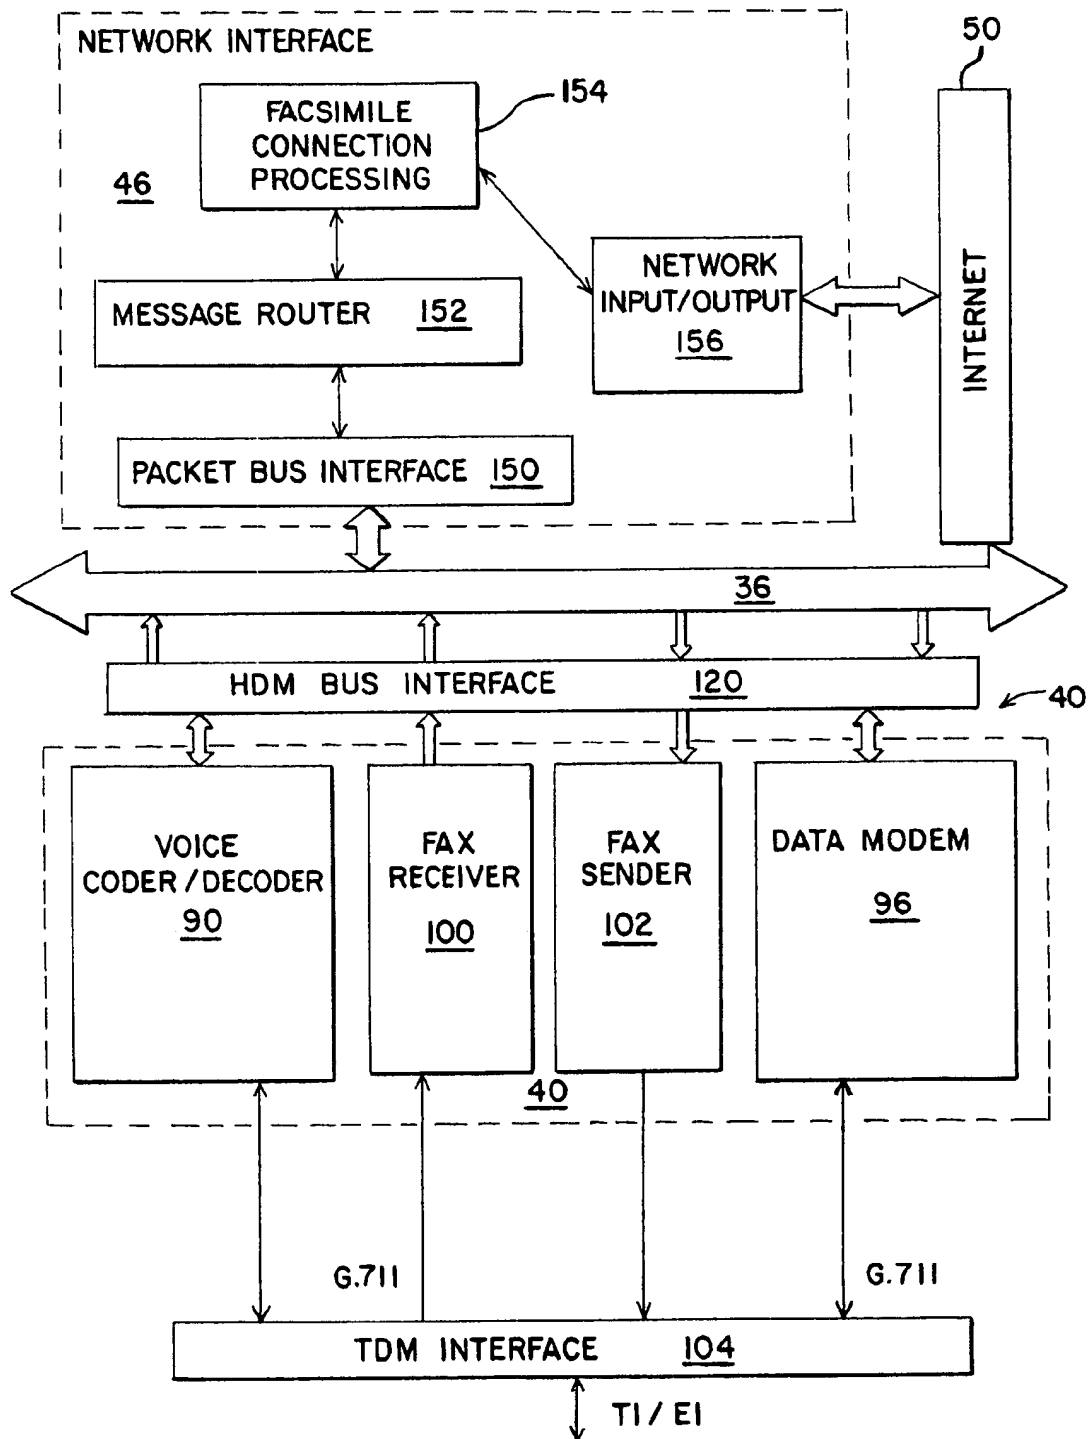 NETWORK INTERFACE
50
FACSIMILE
CONNECTION
PROCESSING
154
46
NETWORK
INPUT/OUTPUT
156
INTERNET
MESSAGE ROUTER 152
PACKET BUS INTERFACE 150
36
HDM BUS INTERFACE 120
40
VOICE
CODER/DECODER
90
FAX
RECEIVER
100
FAX
SENDER
102
DATA MODEM
96
40
G.711
G.711
TDM INTERFACE 104
T1/E1